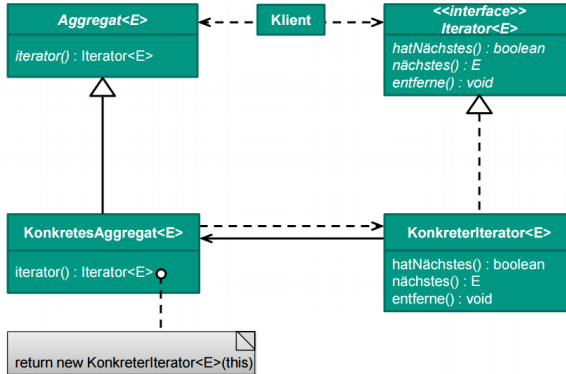 Aggregat<E>
iterator() : Iterator<E>
Klient
<<interface>>
Iterator<E>
hatNächstes() : boolean
nächstes() : E
entferne() : void
KonkretesAggregat<E>
iterator() : Iterator<E>
KonkreterIterator<E>
hatNächstes() : boolean
nächstes() : E
entferne() : void
return new KonkreterIterator<E>(this)